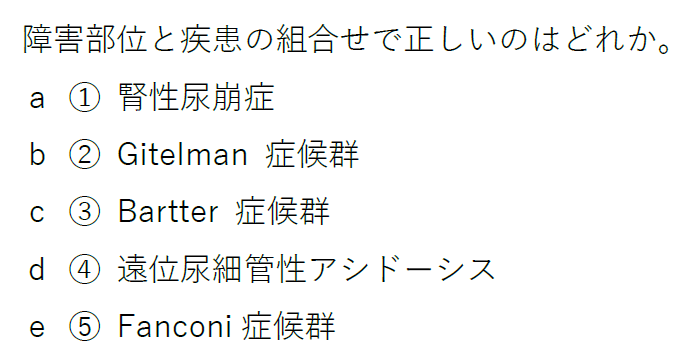 障害部位と疾患の組合せで正しいのはどれか。
a ① 腎性尿崩症
b ② Gitelman 症候群
c ③ Bartter 症候群
d ④ 遠位尿細管性アシドーシス
e ⑤ Fanconi 症候群